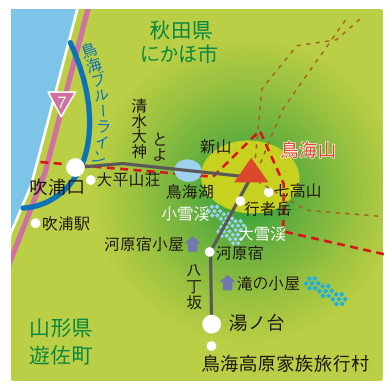 秋田県
にかほ市
鳥海ブルーライン
7
清水大神
とよ
新山
鳥海山
吹浦口
大平山荘
鳥海湖
七高山
行者岳
小雪渓
大雪渓
吹浦駅
河原宿小屋
河原宿
八丁坂
滝の小屋
山形県
遊佐町
湯ノ台
鳥海高原家族旅行村